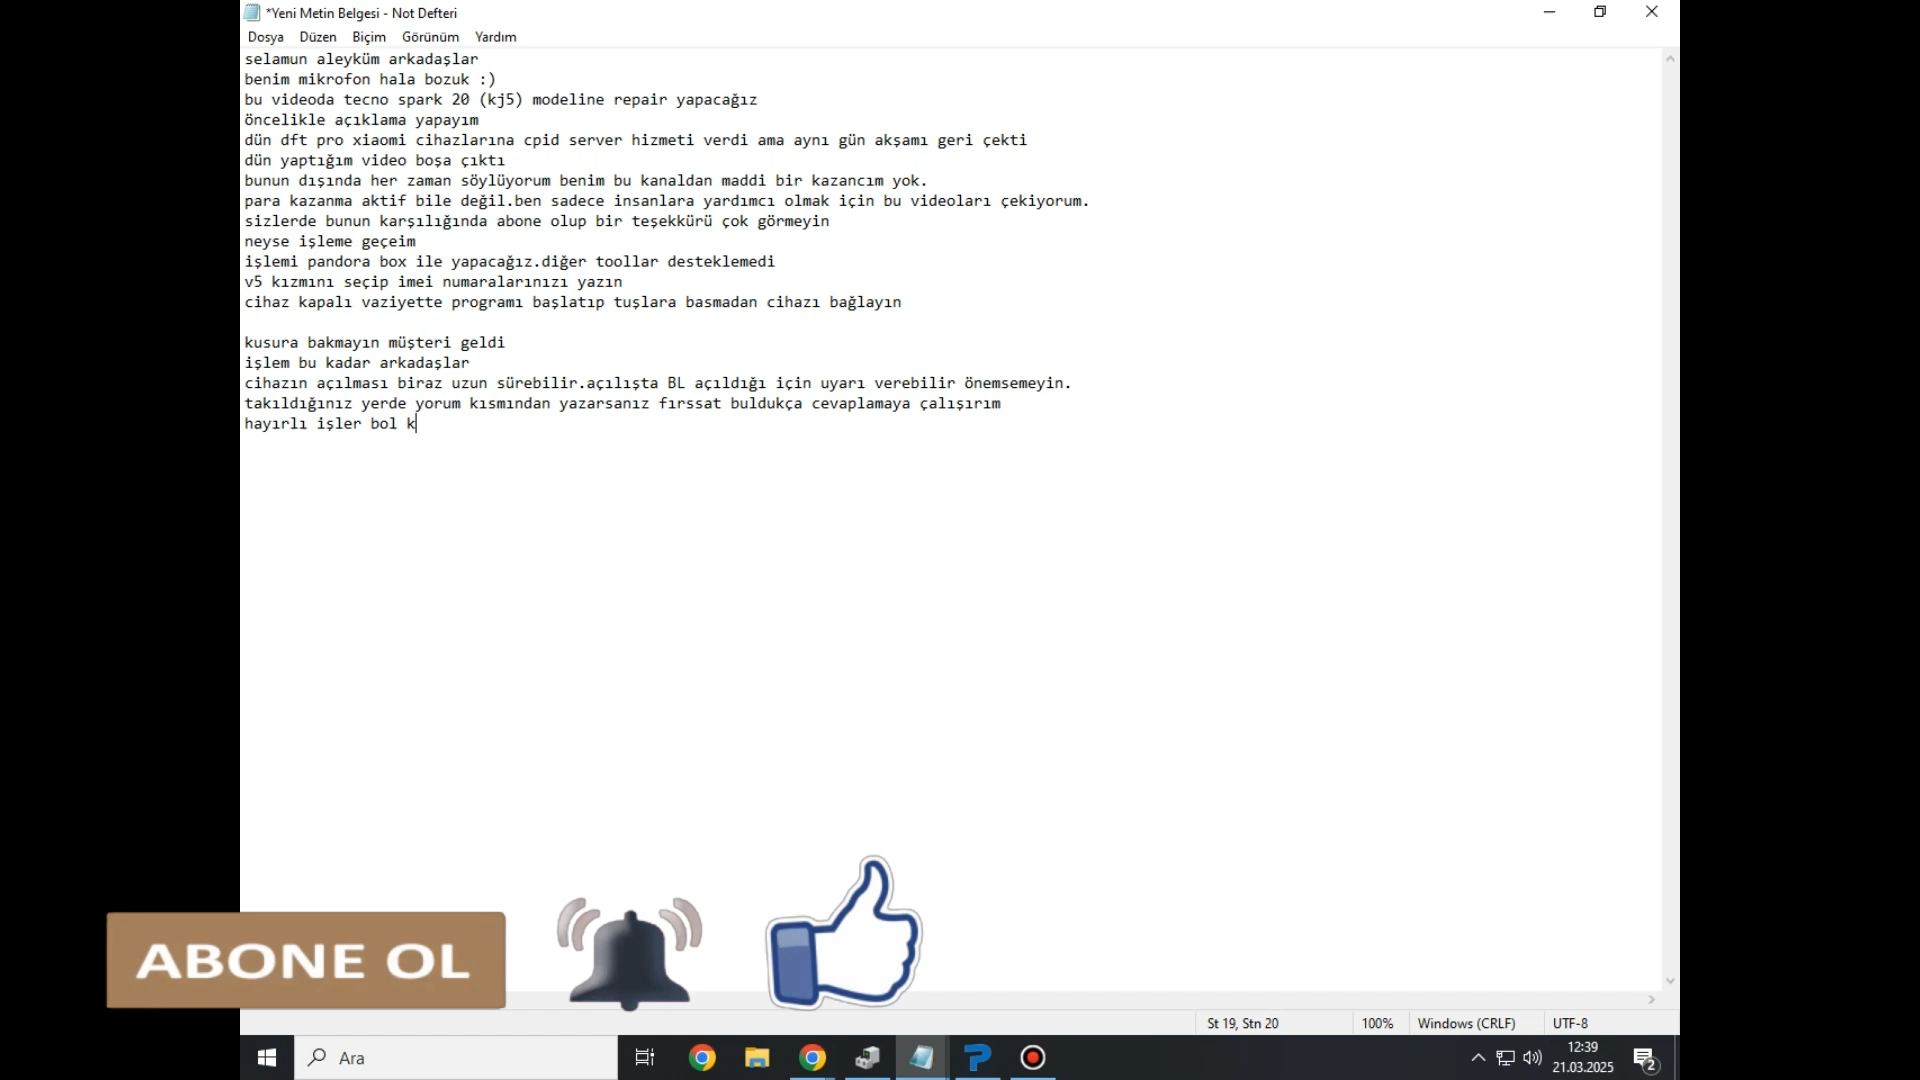 *Yeni Metin Belgesi - Not Defteri
Dosya Düzen Biçim Görünüm Yardım
selamun aleyküm arkadaşlar
benim mikrofon hala bozuk :)
bu videoda tecno spark 20 (kj5) modeline repair yapacağız
öncelikle açıklama yapayım
dün dft pro xiaomi cihazlarına cpid server hizmeti verdi ama aynı gün akşamı geri çekti
dün yaptığım video boşa çıktı
bunun dışında her zaman söylüyorum benim bu kanaldan maddi bir kazancım yok.
para kazanma aktif bile değil.ben sadece insanlara yardımcı olmak için bu videoları çekiyorum.
sizlerde bunun karşılığında abone olup bir teşekkürü çok görmeyin
neyse işleme geçeim
işlemi pandora box ile yapacağız.diğer toollar desteklemedi
v5 kızmını seçip imei numaralarınızı yazın
cihaz kapalı vaziyette programı başlatıp tuşlara basmadan cihazı bağlayın
kusura bakmayın müşteri geldi
işlem bu kadar arkadaşlar
cihazın açılması biraz uzun sürebilir.açılışta BL açıldığı için uyarı verebilir önemsemeyin.
takıldığınız yerde yorum kısmından yazarsanız fırssat buldukça cevaplamaya çalışırım
hayırlı işler bol k
ABONE OL
St 19, Stn 20 100% Windows (CRLF) UTF-8
Ara
12:39
21.03.2025
2